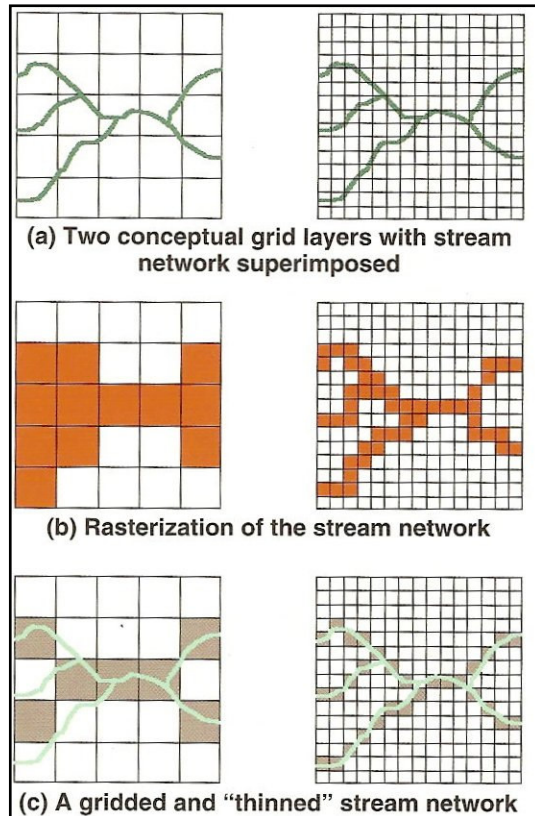 (a) Two conceptual grid layers with stream
network superimposed
(b) Rasterization of the stream network
(c) A gridded and “thinned” stream network